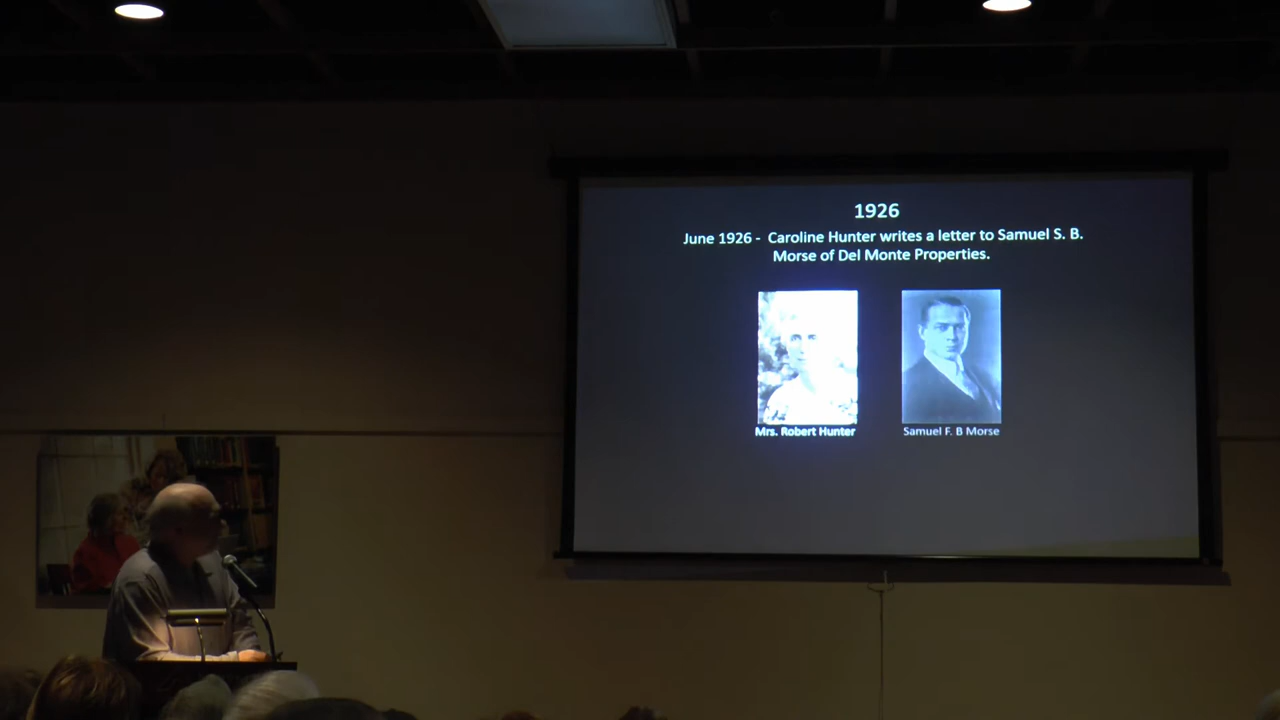 1926
June 1926 - Caroline Hunter writes a letter to Samuel S. B.
Morse of Del Monte Properties.
Mrs. Robert Hunter
Samuel F. B Morse